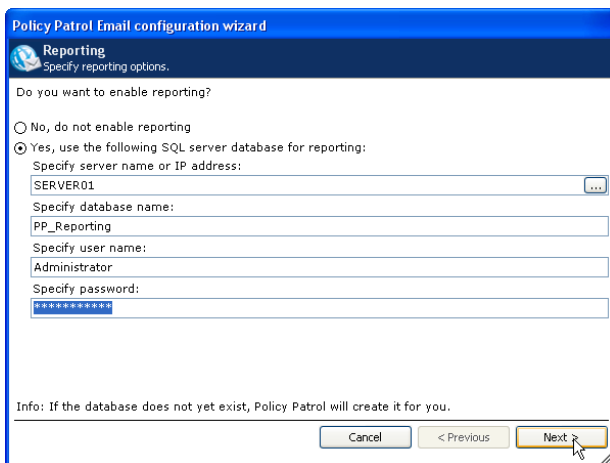 Policy Patrol Email configuration wizard
Reporting
Specify reporting options.
Do you want to enable reporting?
No, do not enable reporting
Yes, use the following SQL server database for reporting:
Specify server name or IP address:
SERVER01
...
Specify database name:
PP_Reporting
Specify user name:
Administrator
Specify password:
***********
Info: If the database does not yet exist, Policy Patrol will create it for you.
Cancel < Previous Next >